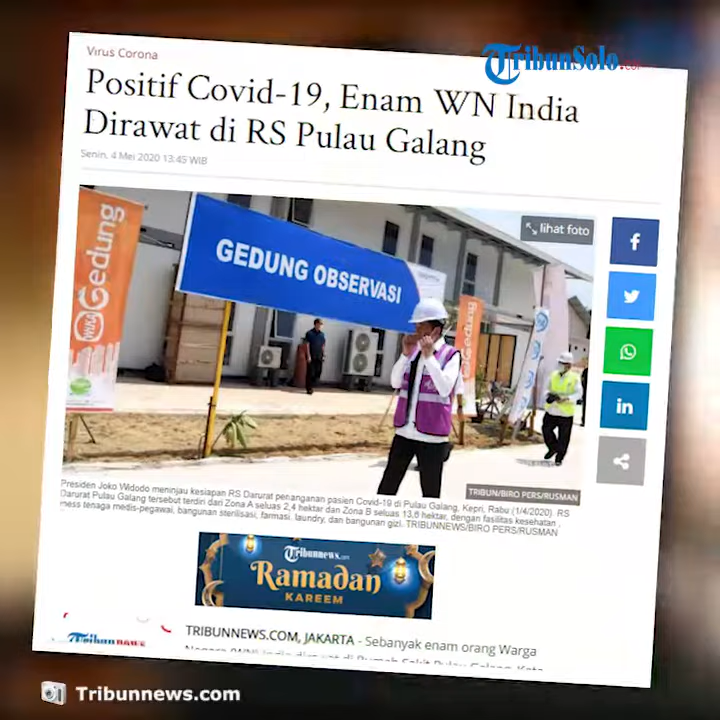 Virus Corona
TribunSolo.com
Positif Covid-19, Enam WN India
Dirawat di RS Pulau Galang
Senin, 4 Mei 2020 13:45 WIB
lihat foto
Gedung
WIKA
GEDUNG OBSERVASI
Gedung
TRIBUN/BIRO PERS/RUSMAN
Presiden Joko Widodo meninjau kesiapan RS Darurat penanganan pasien Covid-19 di Pulau Galang, Kepri, Rabu (1/4/2020). RS
Darurat Pulau Galang tersebut terdiri dari Zona A seluas 2,4 hektar dan Zona B seluas 13,6 hektar, dengan fasilitas kesehatan ,
mess tenaga medis-pegawai, bangunan sterilisasi, farmasi, laundry, dan bangunan gizi. TRIBUNNEWS/BIRO PERS/RUSMAN
Tribunnews.com
Ramadan
KAREEM
TRIBUNNEWS.COM, JAKARTA - Sebanyak enam orang Warga
Tribunnews.com